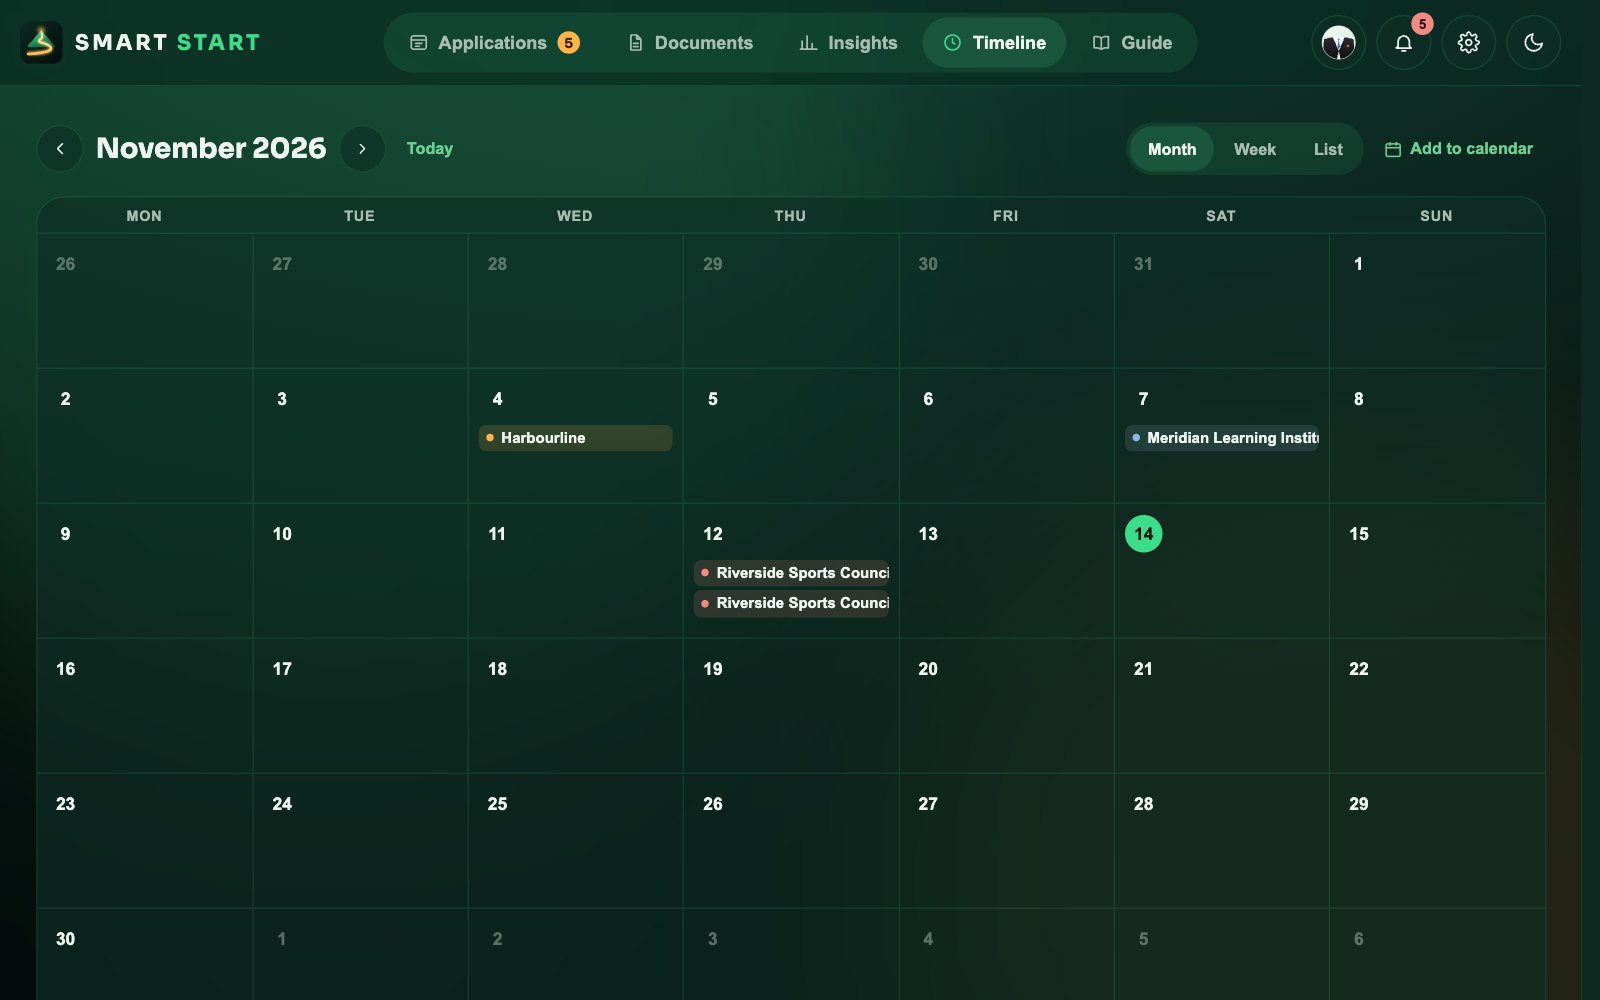 SMART START
Applications 5
Documents
Insights
Timeline
Guide
5
November 2026
Today
Month
Week
List
Add to calendar
MON TUE WED THU FRI SAT SUN
26 27 28 29 30 31 1
2 3 4 5 6 7 8
Harbourline
Meridian Learning Institu
9 10 11 12 13 14 15
Riverside Sports Counci
Riverside Sports Counci
16 17 18 19 20 21 22
23 24 25 26 27 28 29
30 1 2 3 4 5 6